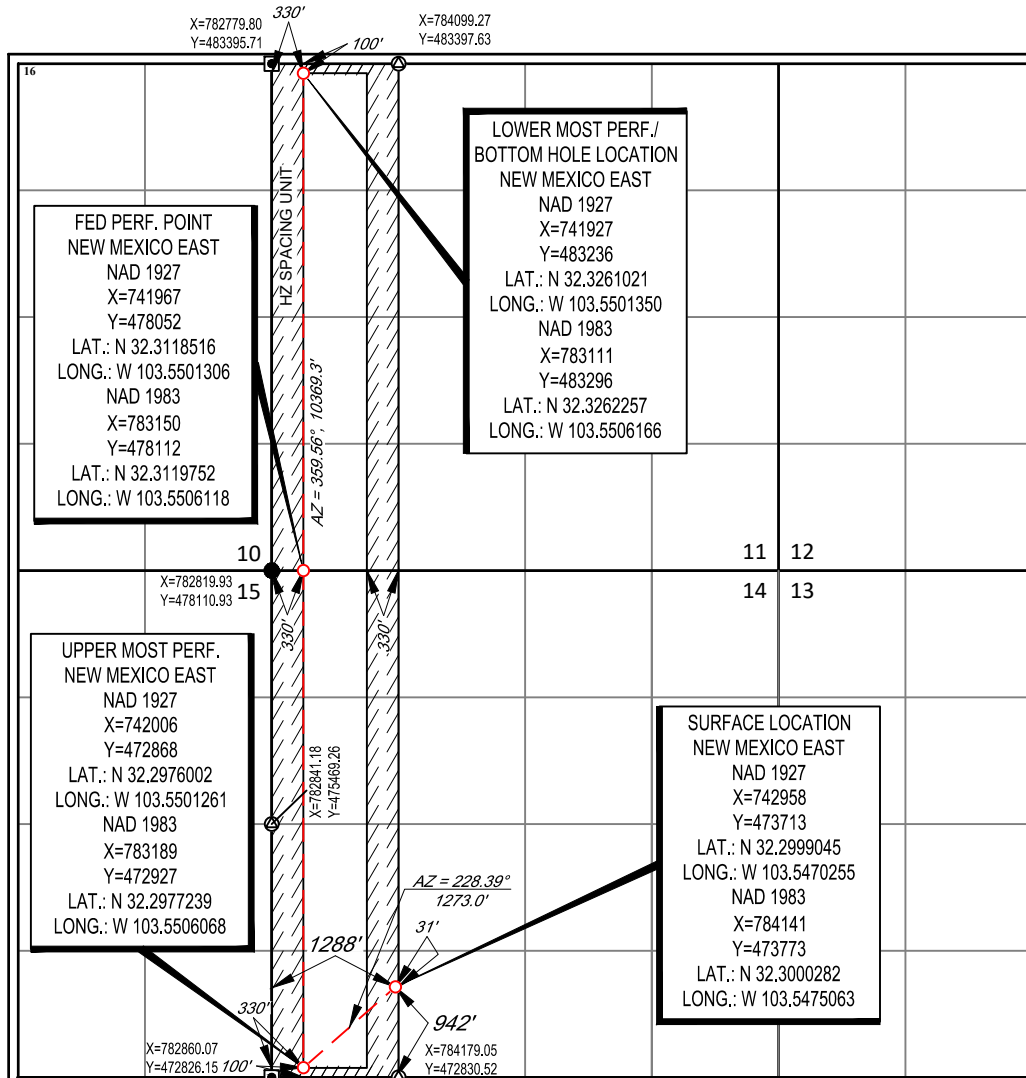 X=782779.80
Y=483395.71
330'
100'
X=784099.27
Y=483397.63
16
HZ SPACING UNIT
LOWER MOST PERF./
BOTTOM HOLE LOCATION
NEW MEXICO EAST
NAD 1927
X=741927
Y=483236
LAT.: N 32.3261021
LONG.: W 103.5501350
NAD 1983
X=783111
Y=483296
LAT.: N 32.3262257
LONG.: W 103.5506166
FED PERF. POINT
NEW MEXICO EAST
NAD 1927
X=741967
Y=478052
LAT.: N 32.3118516
LONG.: W 103.5501306
NAD 1983
X=783150
Y=478112
LAT.: N 32.3119752
LONG.: W 103.5506118
AZ = 359.56°, 10369.3'
10
11
12
X=782819.93
Y=478110.93
15
14
13
330'
330'
UPPER MOST PERF.
NEW MEXICO EAST
NAD 1927
X=742006
Y=472868
LAT.: N 32.2976002
LONG.: W 103.5501261
NAD 1983
X=783189
Y=472927
LAT.: N 32.2977239
LONG.: W 103.5506068
X=782841.18
Y=475469.26
SURFACE LOCATION
NEW MEXICO EAST
NAD 1927
X=742958
Y=473713
LAT.: N 32.2999045
LONG.: W 103.5470255
NAD 1983
X=784141
Y=473773
LAT.: N 32.3000282
LONG.: W 103.5475063
AZ = 228.39°
1273.0'
31'
1288'
330'
942'
X=782860.07
Y=472826.15
100'
X=784179.05
Y=472830.52